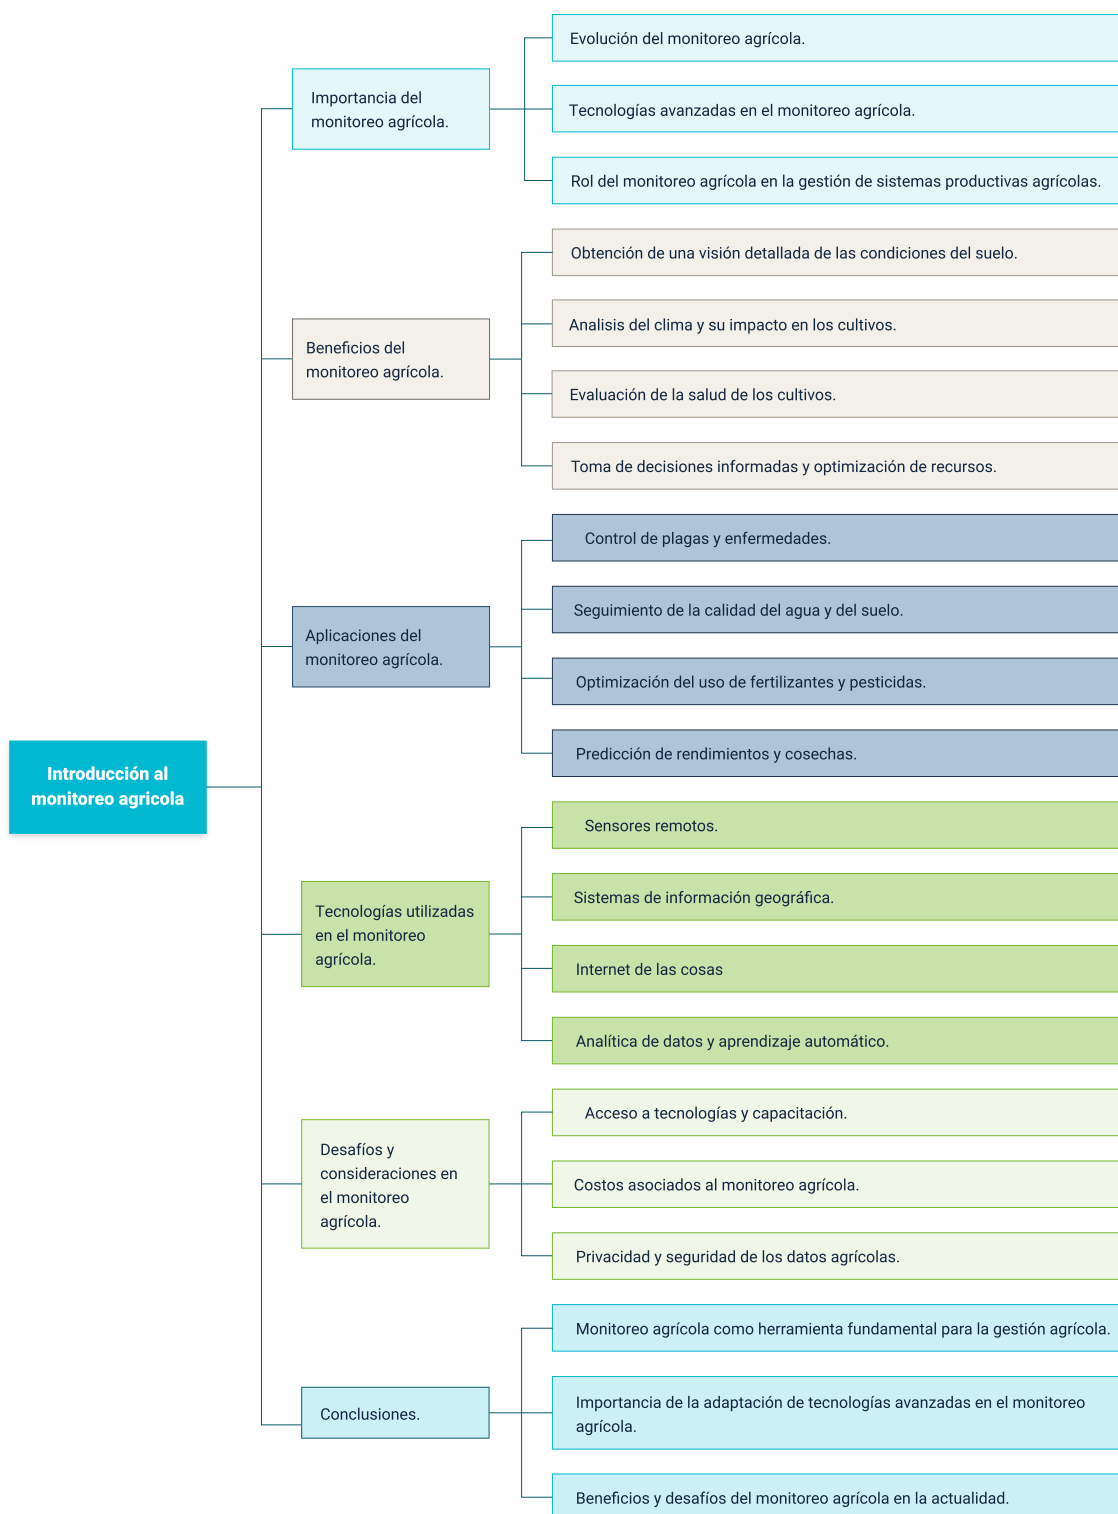 Introducción al
monitoreo agricola
Importancia del
monitoreo agrícola.
Evolución del monitoreo agrícola.
Tecnologías avanzadas en el monitoreo agrícola.
Rol del monitoreo agrícola en la gestión de sistemas productivas agrícolas.
Beneficios del
monitoreo agrícola.
Obtención de una visión detallada de las condiciones del suelo.
Analisis del clima y su impacto en los cultivos.
Evaluación de la salud de los cultivos.
Toma de decisiones informadas y optimización de recursos.
Aplicaciones del
monitoreo agrícola.
Control de plagas y enfermedades.
Seguimiento de la calidad del agua y del suelo.
Optimización del uso de fertilizantes y pesticidas.
Predicción de rendimientos y cosechas.
Tecnologías utilizadas
en el monitoreo
agrícola.
Sensores remotos.
Sistemas de información geográfica.
Internet de las cosas
Analítica de datos y aprendizaje automático.
Desafíos y
consideraciones en
el monitoreo
agrícola.
Acceso a tecnologías y capacitación.
Costos asociados al monitoreo agrícola.
Privacidad y seguridad de los datos agrícolas.
Conclusiones.
Monitoreo agrícola como herramienta fundamental para la gestión agrícola.
Importancia de la adaptación de tecnologías avanzadas en el monitoreo
agrícola.
Beneficios y desafíos del monitoreo agrícola en la actualidad.